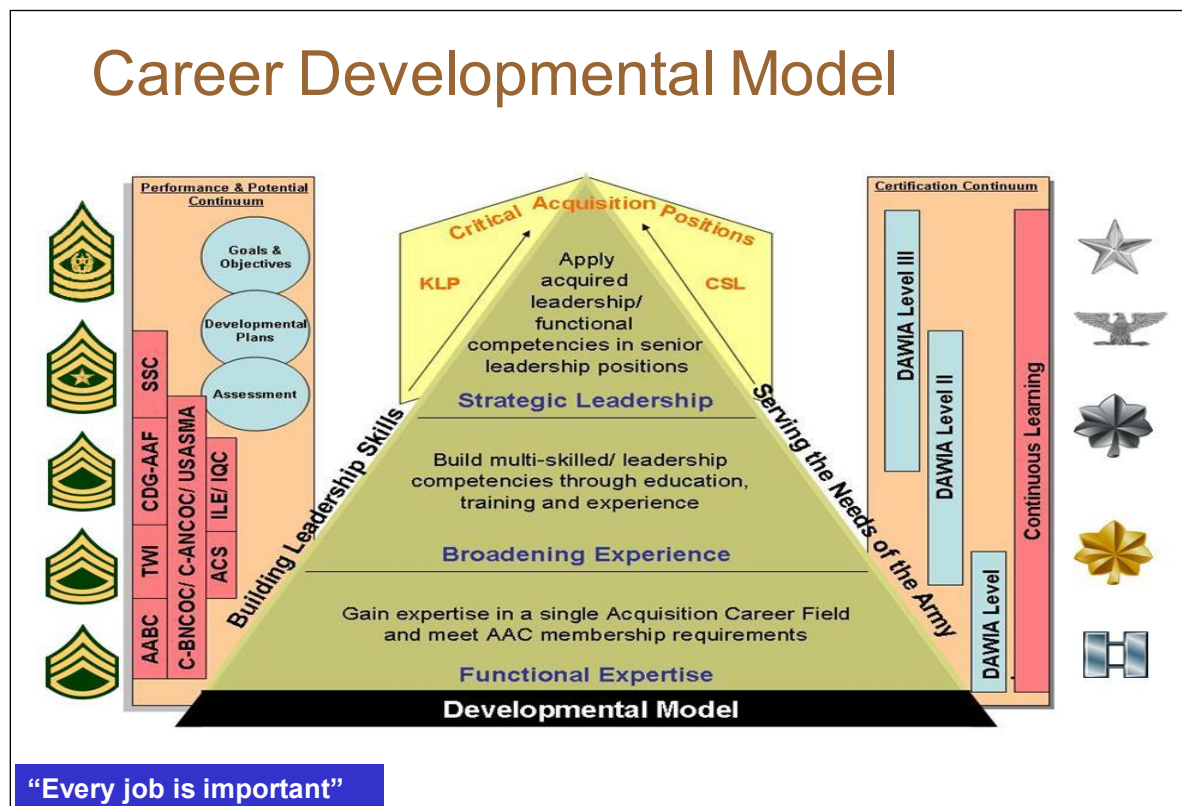 Career Developmental Model
Performance & Potential
Continuum
Goals &
Objectives
Developmental
Plans
Assessment
SSC
CDG-AAF
TWI
AABC
C-BNCOC/ C-ANCOC/ USASMA
ILE/ IQC
ACS
Building Leadership Skills
Critical Acquisition Positions
KLP
CSL
Apply
acquired
leadership/
functional
competencies in senior
leadership positions
Strategic Leadership
Build multi-skilled/ leadership
competencies through education,
training and experience
Broadening Experience
Gain expertise in a single Acquisition Career Field
and meet AAC membership requirements
Functional Expertise
Developmental Model
Serving the Needs of the Army
Certification Continuum
DAWIA Level III
DAWIA Level II
DAWIA Level
Continuous Learning
“Every job is important”